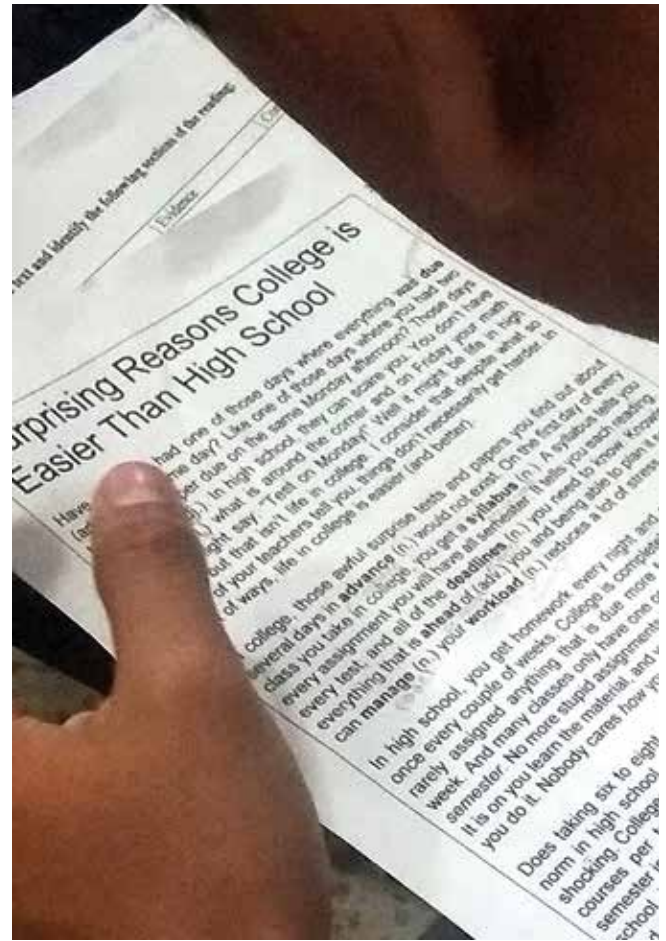 text and identify the following sections of the reading:
Evidence
Surprising Reasons College is
Easier Than High School
Have had one of those days where everything was due
day? Like one of those days where you had two
due on the same Monday afternoon? Those days
In high school, they can scare you. You don't have
what is around the corner and on Friday your math
say, "Test on Monday". Well it might be life in high
but that isn't life in college. I consider that despite what so
of your teachers tell you, things don't necessarily get harder. In
of ways, life in college is easier (and better).
college, those awful surprise tests and papers you find out about
several days in advance (n.) would not exist. On the first day of every
class you take in college, you get a syllabus (n.). A syllabus tells you
every assignment you will have all semester. It tells you each reading,
every test, and all of the deadlines (n.) you need to know. Know
everything that is ahead of (adv.) you and being able to plan it
can manage (n.) your workload (n.) reduces a lot of stress
In high school, you get homework every night and
once every couple of weeks. College is complete
rarely assigned anything that is due more
week. And many classes only have one or
semester. No more stupid assignments
It is on you learn the material, and
you do it. Nobody cares how you
Does taking six to eight
norm in high school
shocking. College
courses per
semester
school